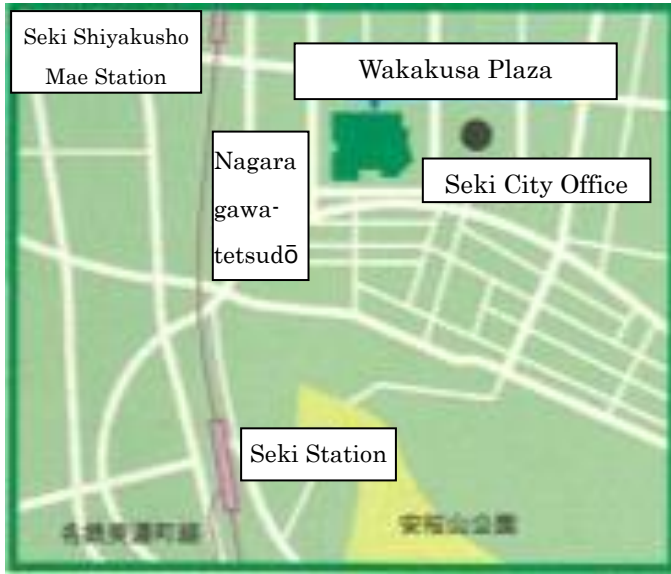 Seki Shiyakusho
Mae Station
Wakakusa Plaza
Nagara
gawa-
tetsudō
Seki City Office
Seki Station
名鉄美濃町線
安桜山公園